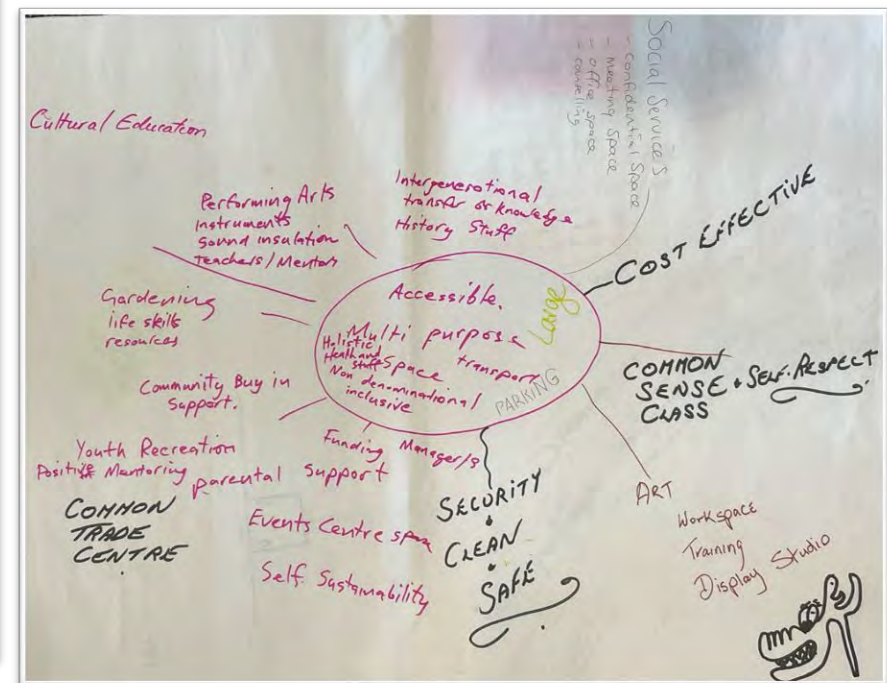 Social Services
- confidential space
- meeting space
- office space
- counselling
Cultural Education
Performing Arts
instruments
Sound insulation
teachers/Mentors
Intergenerational
transfer of knowledge
History Stuff
COST EFFECTIVE
Gardening
life skills
resources
Accessible.
Large
Multi purpose
Space
transport
Holistic
Health and
stuff
Non denominational
inclusive
PARKING
COMMON
SENSE & SELF-RESPECT
CLASS
Community Buy in
Support.
Funding Manager/s
Youth Recreation
Positive Mentoring
parental Support
COMMON
TRADE
CENTRE
Events Centre
Self. Sustainability
SECURITY
CLEAN
SAFE
ART
Workspace
Training
Display Studio